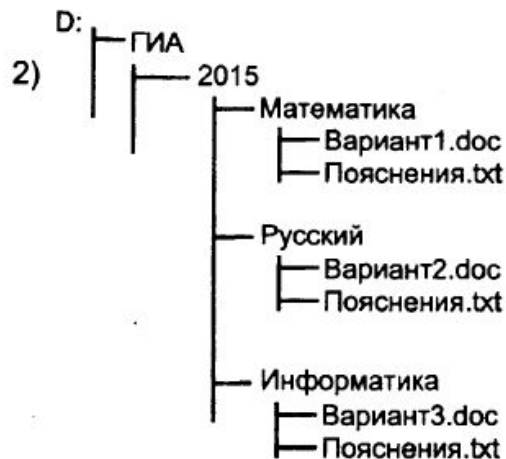 D:
ГИА
2)
2015
Математика
Вариант1.doc
Пояснения.txt
Русский
Вариант2.doc
Пояснения.txt
Информатика
Вариант3.doc
Пояснения.txt